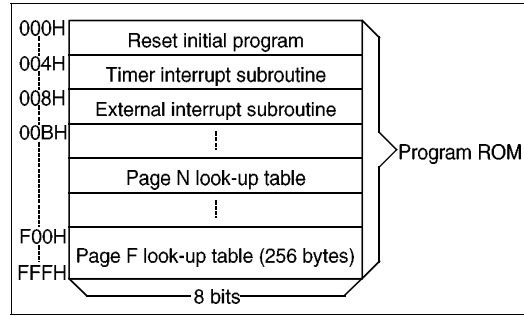 000H
Reset initial program
004H
Timer interrupt subroutine
008H
External interrupt subroutine
00BH
Program ROM
Page N look-up table
F00H
Page F look-up table (256 bytes)
FFFH
8 bits